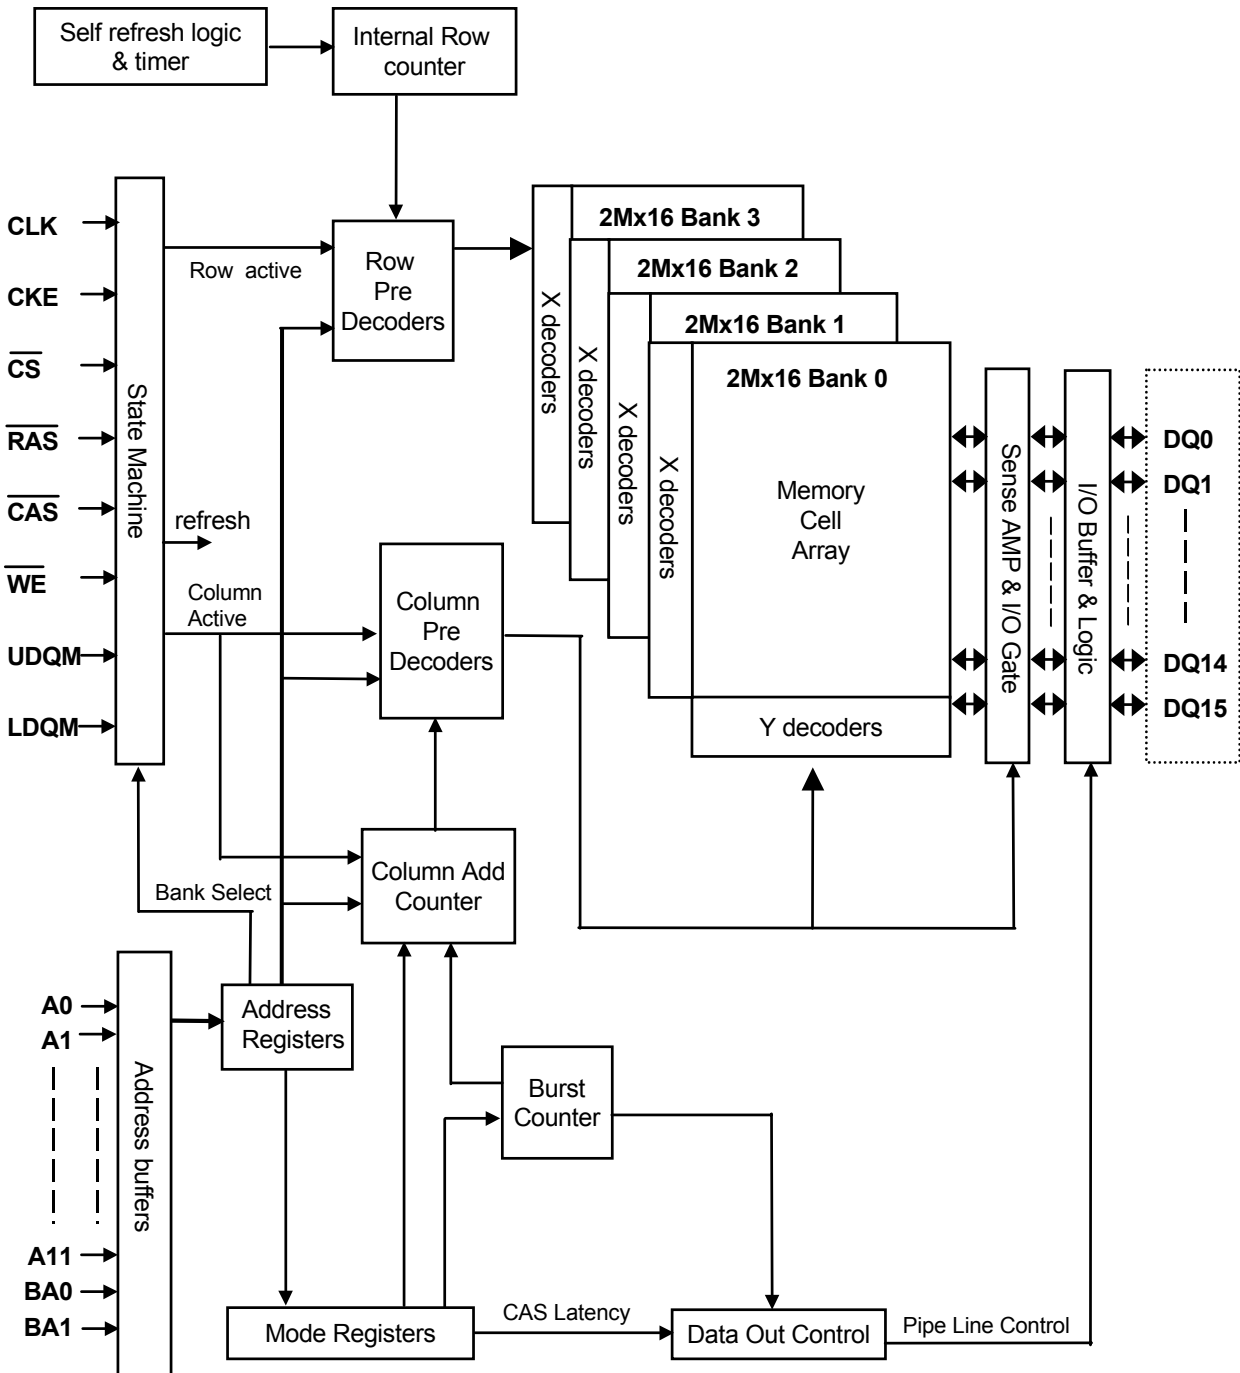 Self refresh logic
& timer
Internal Row
counter
CLK
CKE
CS
RAS
CAS
WE
UDQM
LDQM
State Machine
Row active
refresh
Column
Active
Bank Select
Row
Pre
Decoders
Column
Pre
Decoders
Column Add
Counter
X decoders
X decoders
X decoders
X decoders
2Mx16 Bank 3
2Mx16 Bank 2
2Mx16 Bank 1
2Mx16 Bank 0
Memory
Cell
Array
Y decoders
Sense AMP & I/O Gate
I/O Buffer & Logic
DQ0
DQ1
DQ14
DQ15
A0
A1
A11
BA0
BA1
Address buffers
Address
Registers
Burst
Counter
Mode Registers
CAS Latency
Data Out Control
Pipe Line Control